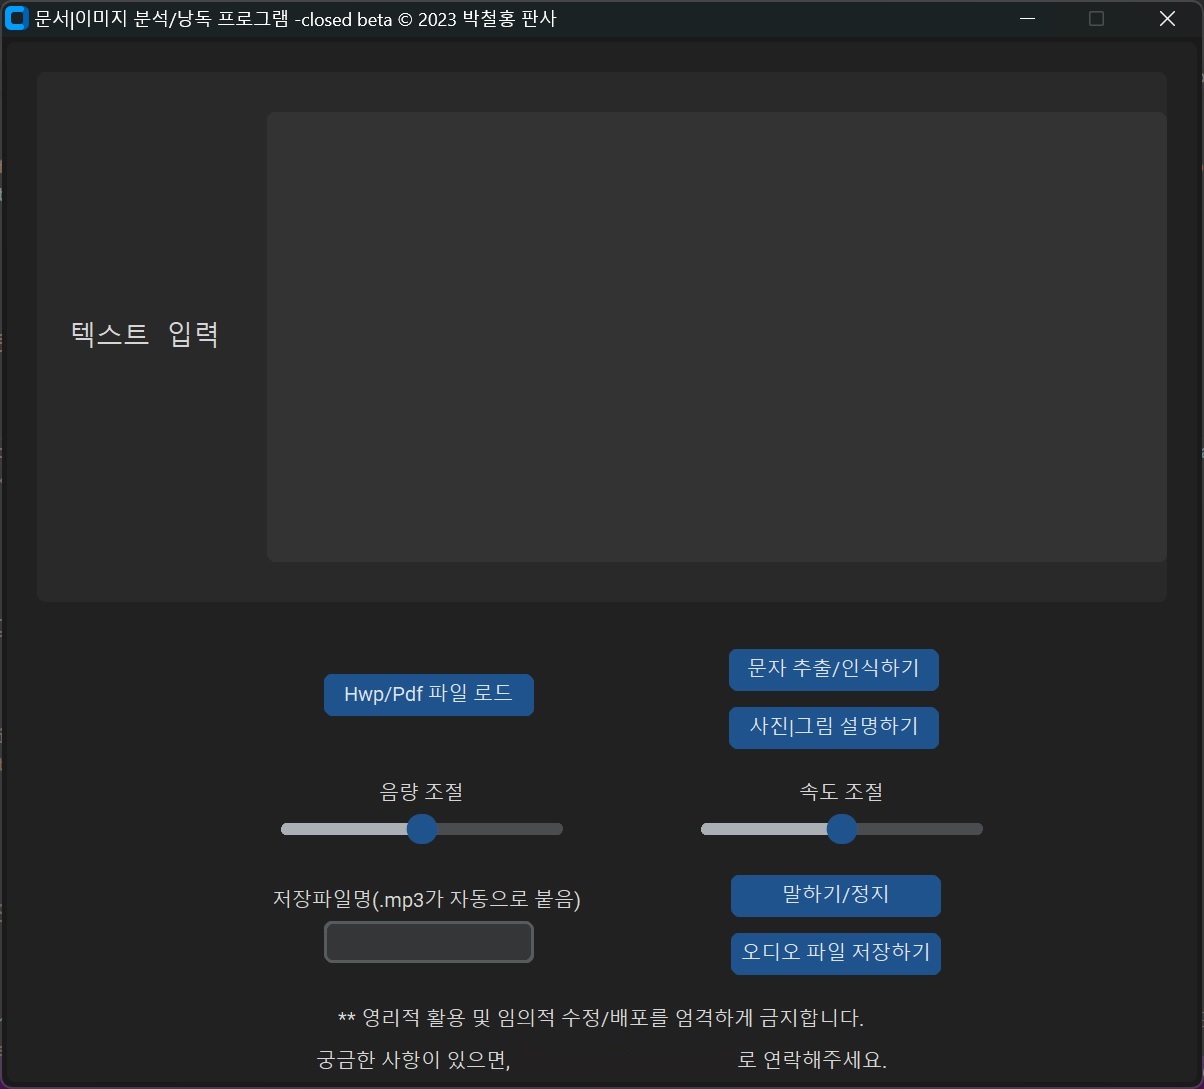 문서|이미지 분석/낭독 프로그램 -closed beta © 2023 박철홍 판사
텍스트 입력
Hwp/Pdf 파일 로드
문자 추출/인식하기
사진|그림 설명하기
음량 조절
속도 조절
저장파일명(.mp3가 자동으로 붙음)
말하기/정지
오디오 파일 저장하기
** 영리적 활용 및 임의적 수정/배포를 엄격하게 금지합니다.
궁금한 사항이 있으면, 로 연락해주세요.